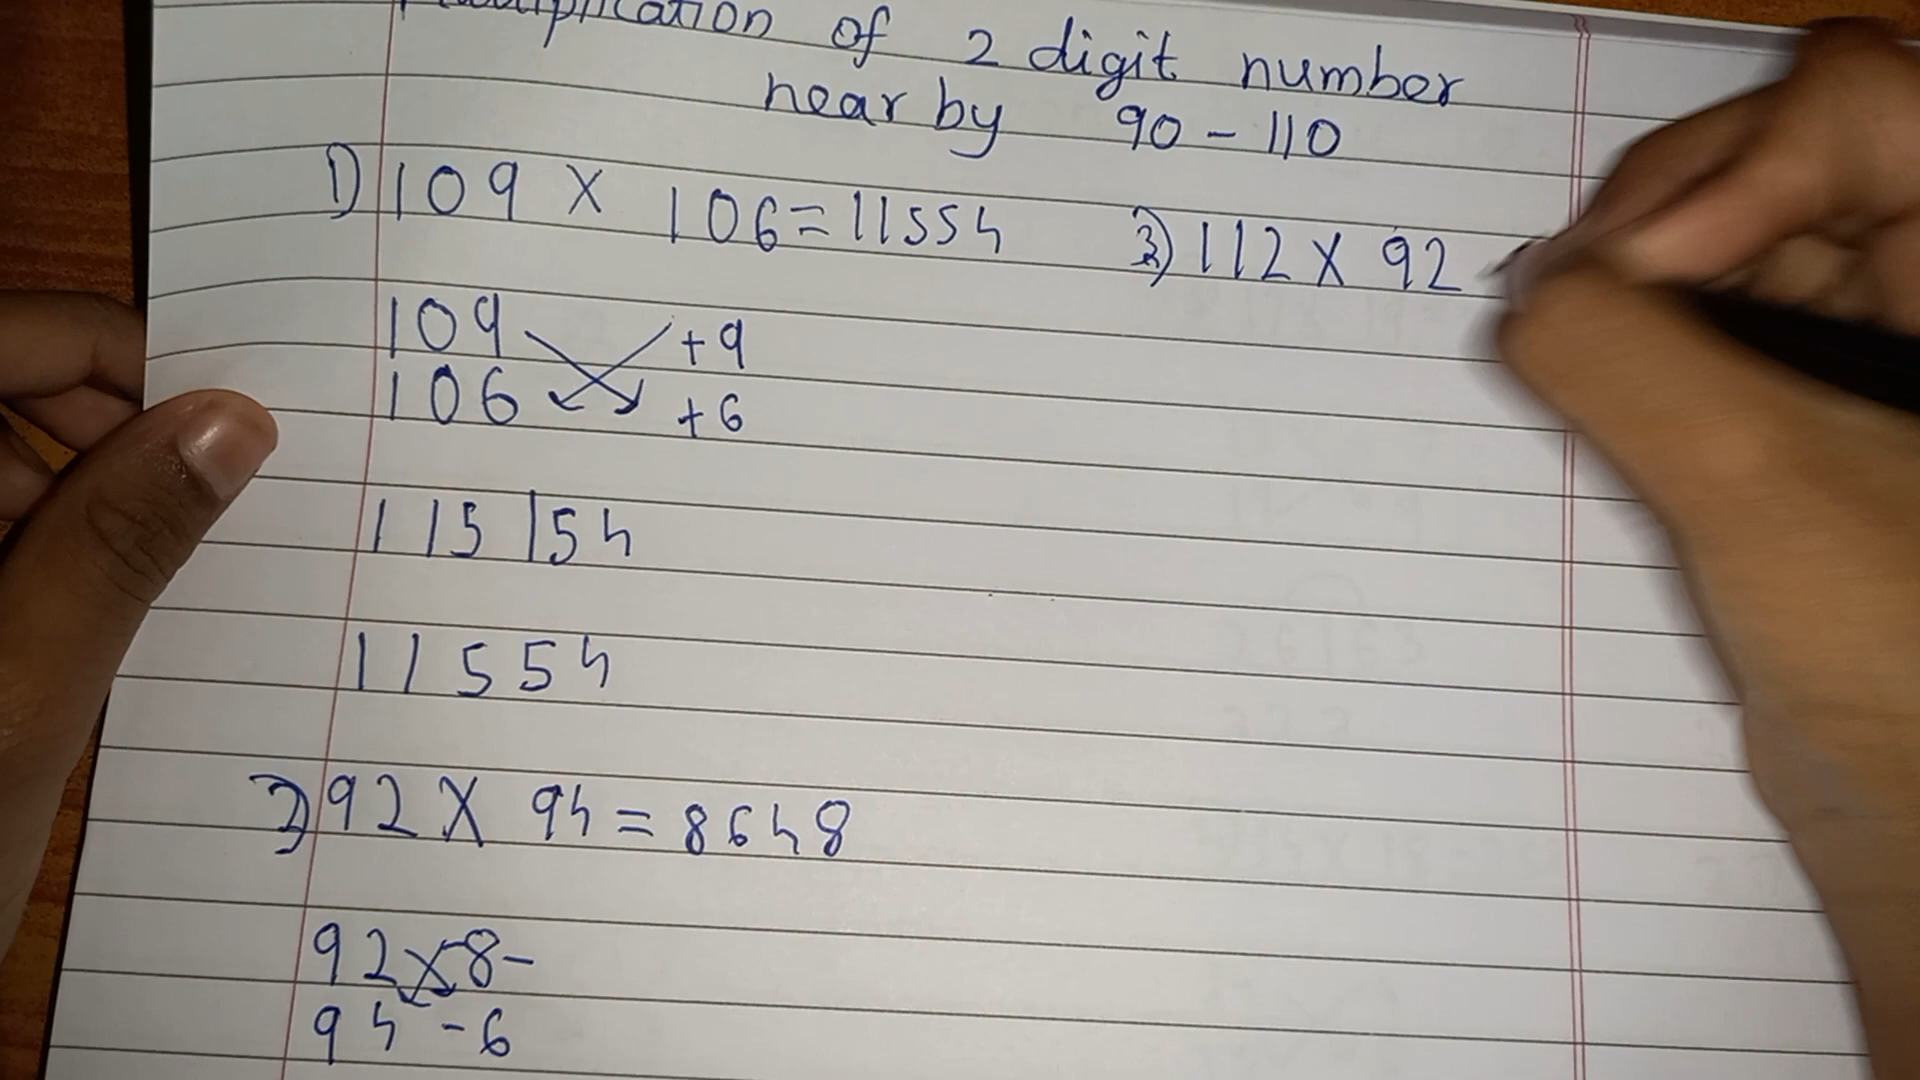 Multiplication of 2 digit number
near by 90 - 110
1) 109 X 106 = 11554
109 +9
106 +6
115 | 54
11554
2) 92 X 94 = 8648
92 8-
94 -6
3) 112 X 92